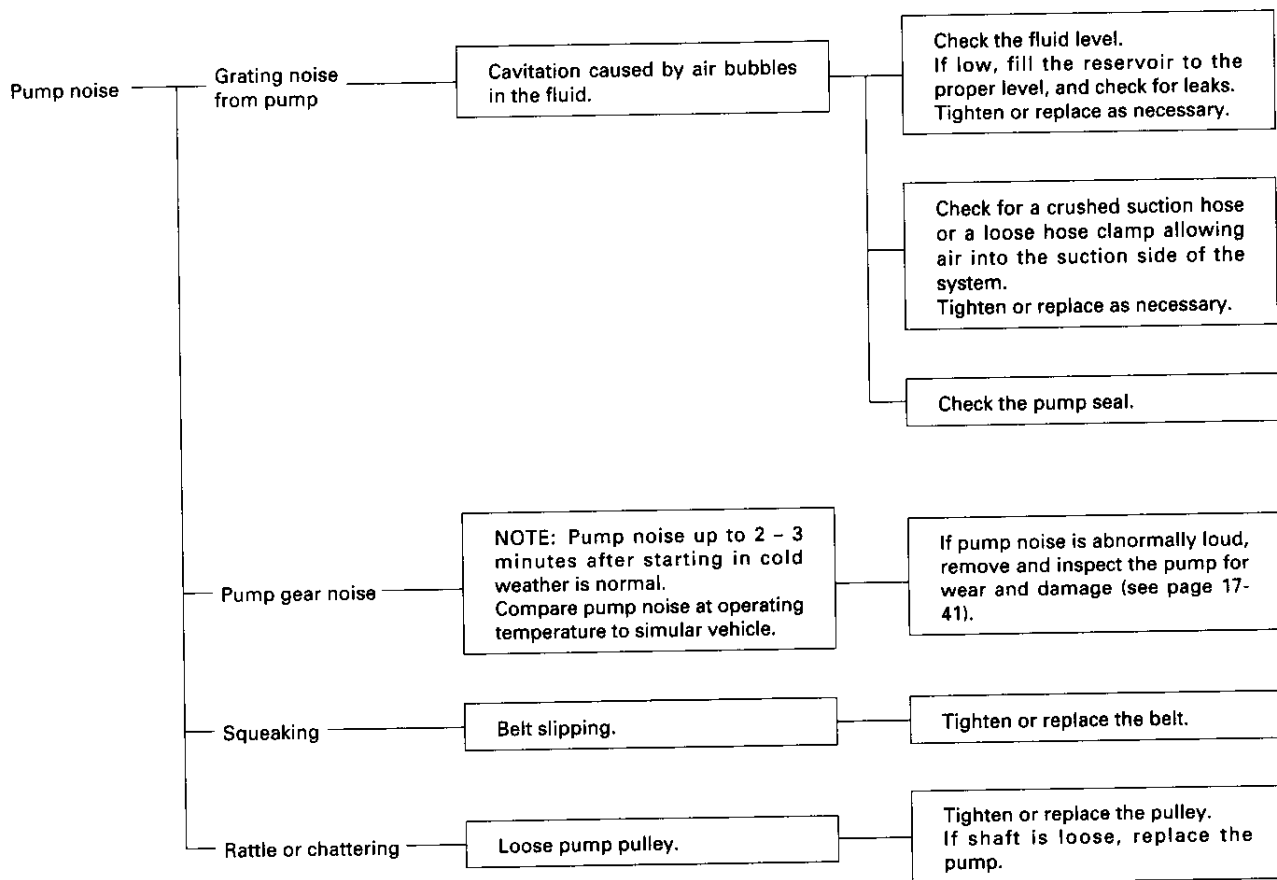 Pump noise
Grating noise
from pump
Cavitation caused by air bubbles
in the fluid.
Check the fluid level.
If low, fill the reservoir to the
proper level, and check for leaks.
Tighten or replace as necessary.
Check for a crushed suction hose
or a loose hose clamp allowing
air into the suction side of the
system.
Tighten or replace as necessary.
Check the pump seal.
Pump gear noise
NOTE: Pump noise up to 2 – 3
minutes after starting in cold
weather is normal.
Compare pump noise at operating
temperature to simular vehicle.
If pump noise is abnormally loud,
remove and inspect the pump for
wear and damage (see page 17-
41).
Squeaking
Belt slipping.
Tighten or replace the belt.
Rattle or chattering
Loose pump pulley.
Tighten or replace the pulley.
If shaft is loose, replace the
pump.